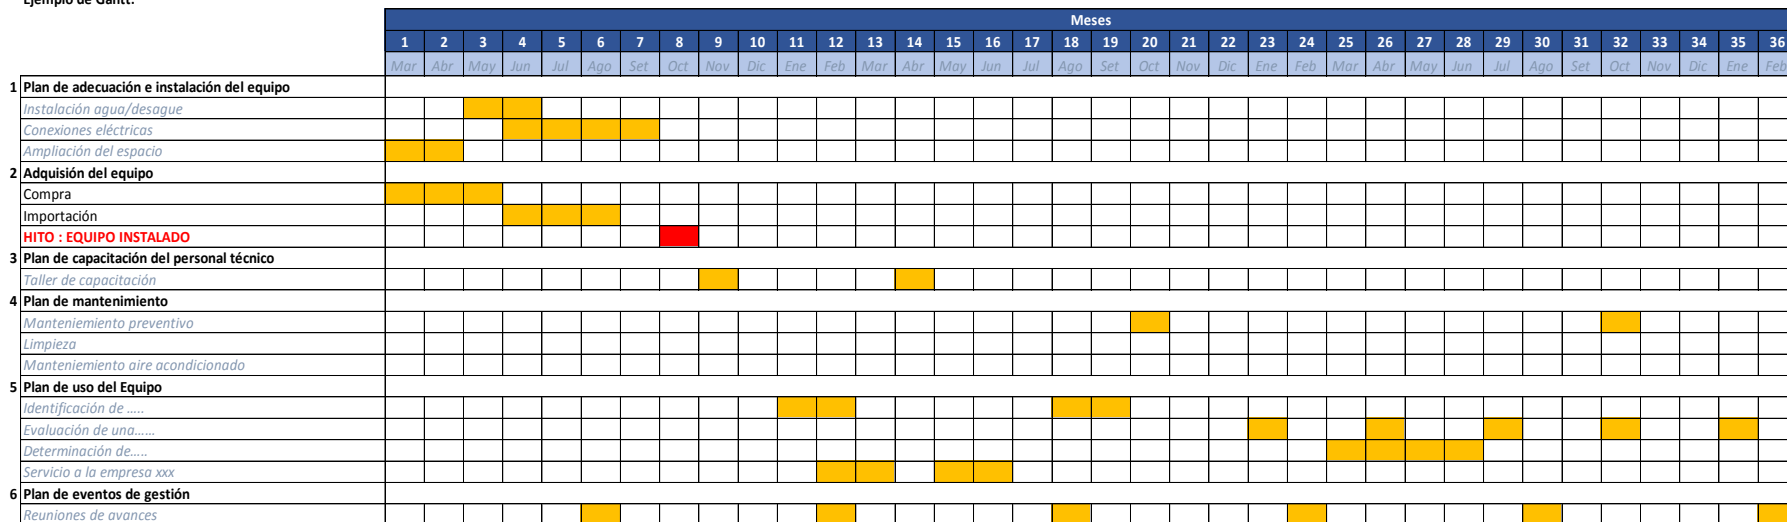 Ejemplo de Gantt:
Meses
1 2 3 4 5 6 7 8 9 10 11 12 13 14 15 16 17 18 19 20 21 22 23 24 25 26 27 28 29 30 31 32 33 34 35 36
Mar Abr May Jun Jul Ago Set Oct Nov Dic Ene Feb Mar Abr May Jun Jul Ago Set Oct Nov Dic Ene Feb Mar Abr May Jun Jul Ago Set Oct Nov Dic Ene Feb
1 Plan de adecuación e instalación del equipo
Instalación agua/desague
Conexiones eléctricas
Ampliación del espacio
2 Adquisión del equipo
Compra
Importación
HITO : EQUIPO INSTALADO
3 Plan de capacitación del personal técnico
Taller de capacitación
4 Plan de mantenimiento
Manteniemiento preventivo
Limpieza
Manteniemiento aire acondicionado
5 Plan de uso del Equipo
Identificación de .....
Evaluación de una......
Determinación de.....
Servicio a la empresa xxx
6 Plan de eventos de gestión
Reuniones de avances